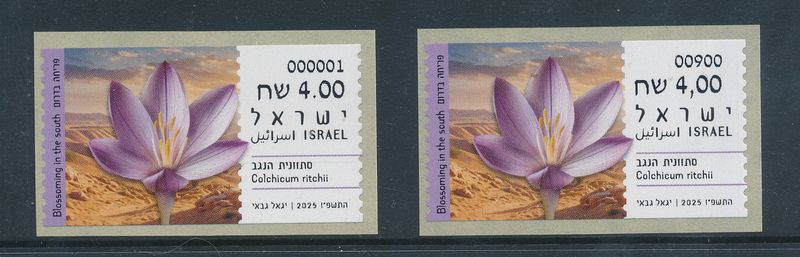 פריחה בדרום
Blossoming in the south
000001
4.00 שח
ישראל
اسرائيل ISRAEL
סתוונית הנגב
Colchicum ritchii
התשפ"ו | 2025 יגאל גבאי
פריחה בדרום
Blossoming in the south
00900
4,00 שח
ישראל
اسرائيل ISRAEL
סתוונית הנגב
Colchicum ritchii
התשפ"ו | 2025 יגאל גבאי